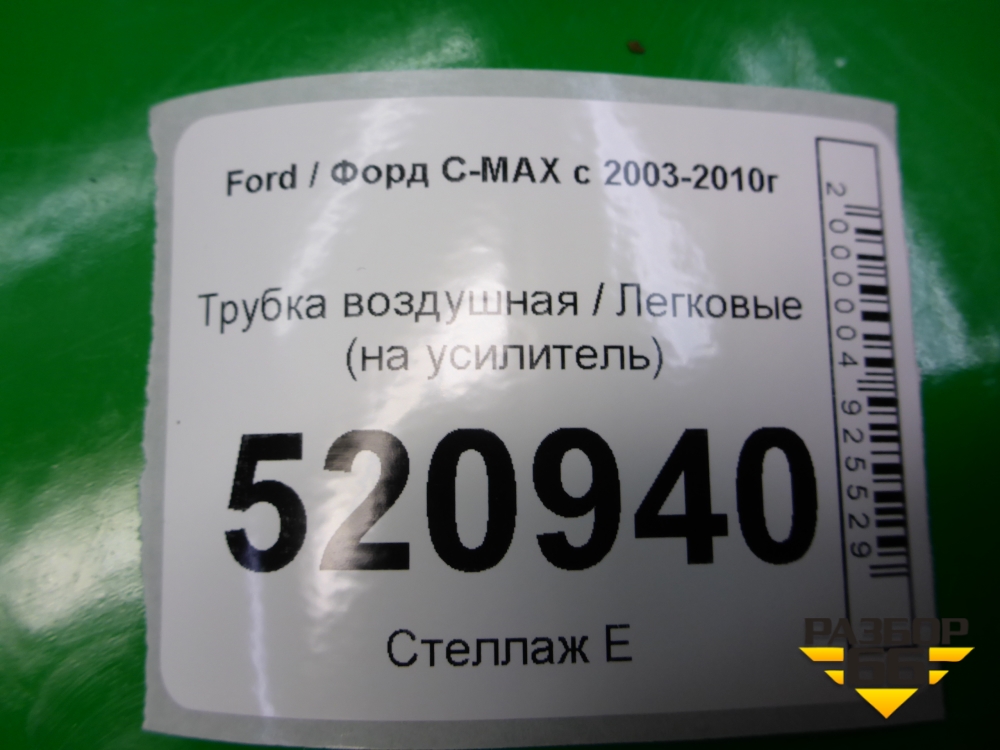 Ford / Форд C-MAX с 2003-2010г
Трубка воздушная / Легковые
(на усилитель)
520940
Стеллаж Е
2000004925529
РАЗБОР
66